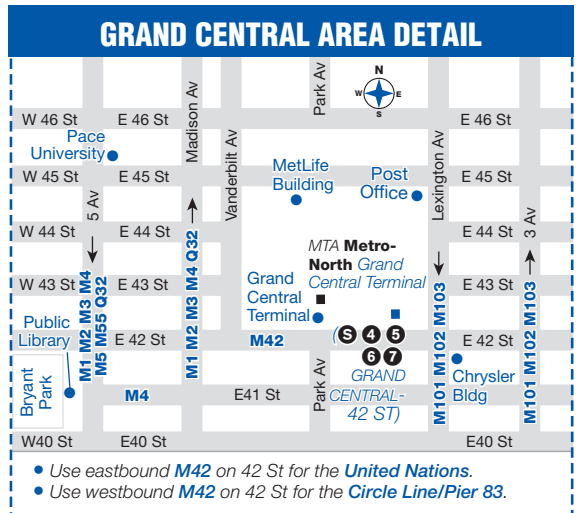 GRAND CENTRAL AREA DETAIL
N
W E
S
Park Av
Madison Av
W 46 St E 46 St E 46 St
Pace
University
Vanderbilt Av
Lexington Av
MetLife
Building
Post
Office
W 45 St E 45 St E 45 St
5 Av
3 Av
W 44 St E 44 St E 44 St
MTA Metro-
North Grand
Central Terminal
W 43 St E 43 St E 43 St
Grand
Central
Terminal
M1 M2 M3 M4
M5 M55 Q32
M1 M2 M3 M4 Q32
M101 M102 M103
M101 M102 M103
Public
Library
E 42 St M42 E 42 St
(S 4 5
6 7
GRAND
CENTRAL-
42 ST)
Chrysler
Bldg
Bryant
Park
M4 E41 St
Park Av
W40 St E40 St E40 St
• Use eastbound M42 on 42 St for the United Nations.
• Use westbound M42 on 42 St for the Circle Line/Pier 83.